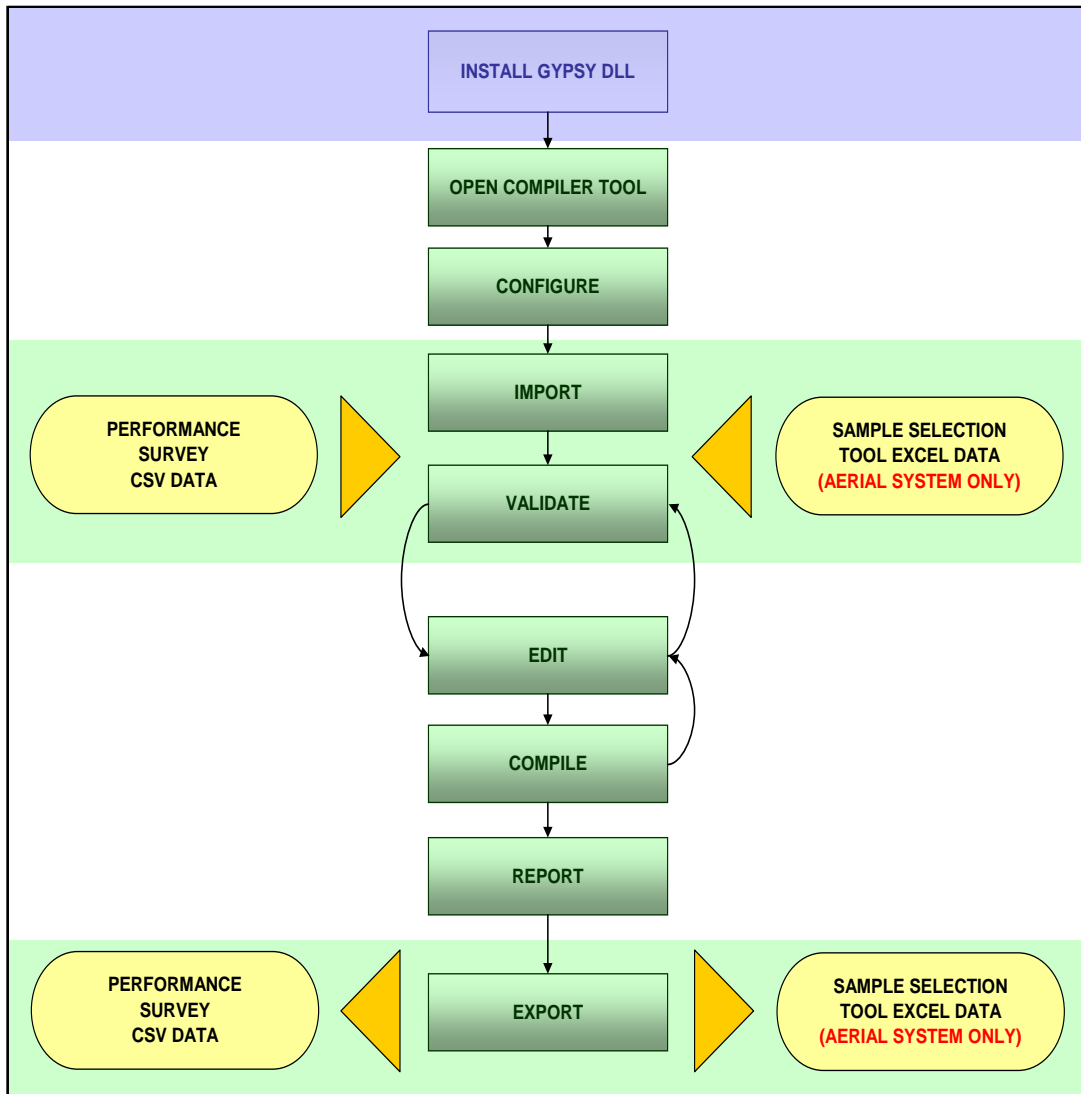 INSTALL GYPSY DLL
OPEN COMPILER TOOL
CONFIGURE
IMPORT
PERFORMANCE
SURVEY
CSV DATA
SAMPLE SELECTION
TOOL EXCEL DATA
(AERIAL SYSTEM ONLY)
VALIDATE
EDIT
COMPILE
REPORT
PERFORMANCE
SURVEY
CSV DATA
EXPORT
SAMPLE SELECTION
TOOL EXCEL DATA
(AERIAL SYSTEM ONLY)